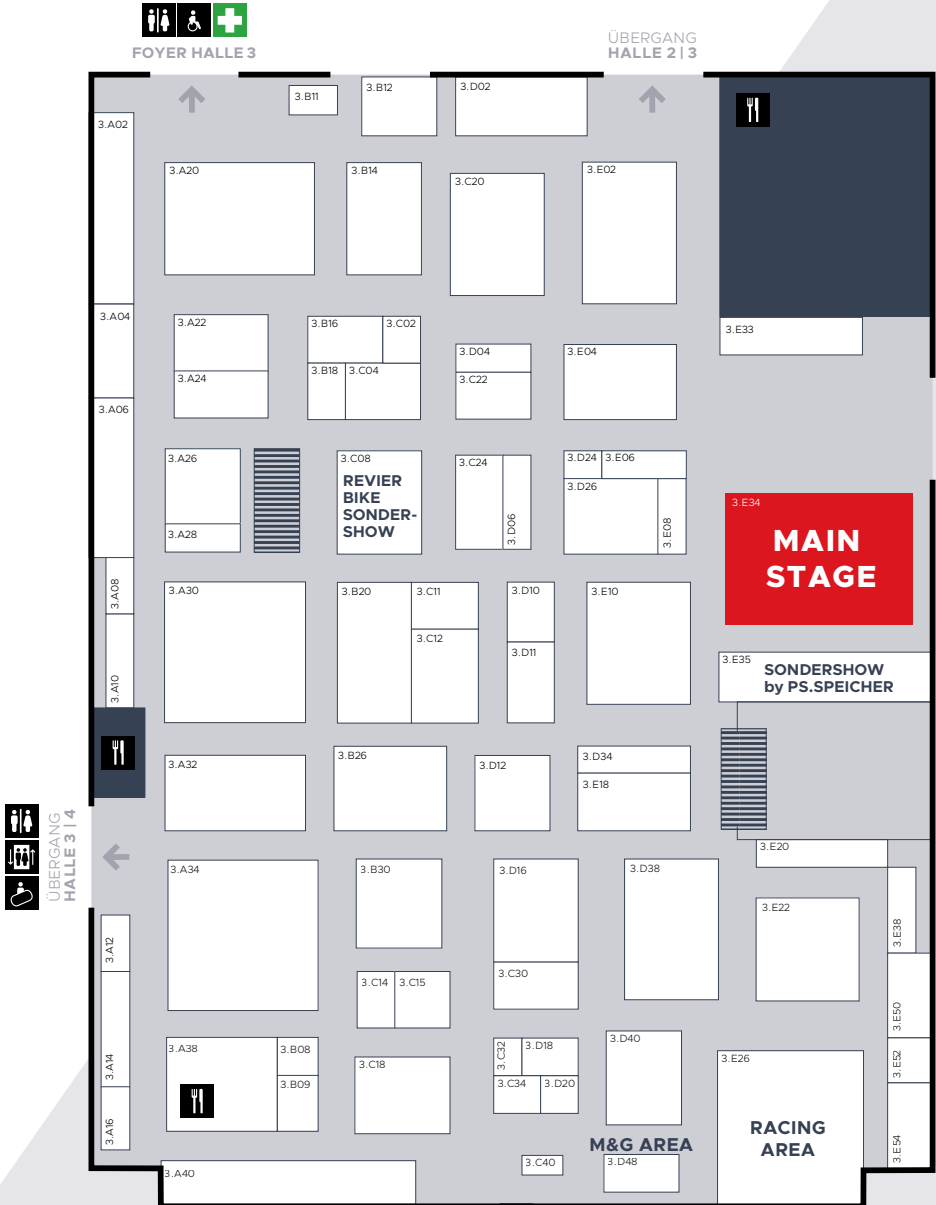 FOYER HALLE 3
ÜBERGANG
HALLE 2 | 3
3.B11
3.B12
3.D02
3.A02
3.A20
3.B14
3.C20
3.E02
3.A04
3.A22
3.B16
3.C02
3.E33
3.D04
3.E04
3.B18
3.C04
3.A24
3.C22
3.A06
3.A26
3.C08
REVIER
BIKE
SONDER-
SHOW
3.C24
3.D06
3.D24
3.E06
3.D26
3.E08
3.E34
MAIN
STAGE
3.A28
3.A08
3.A30
3.B20
3.C11
3.D10
3.E10
3.C12
3.D11
3.A10
3.E35
SONDERSHOW
by PS.SPEICHER
3.A32
3.B26
3.D12
3.D34
3.E18
ÜBERGANG
HALLE 3 | 4
3.E20
3.A34
3.B30
3.D16
3.D38
3.E22
3.E38
3.A12
3.C30
3.C14
3.C15
3.E50
3.A14
3.A38
3.B08
3.C18
3.C32
3.D18
3.D40
3.E26
3.E52
3.B09
3.C34
3.D20
3.A16
M&G AREA
RACING
AREA
3.E54
3.A40
3.C40
3.D48